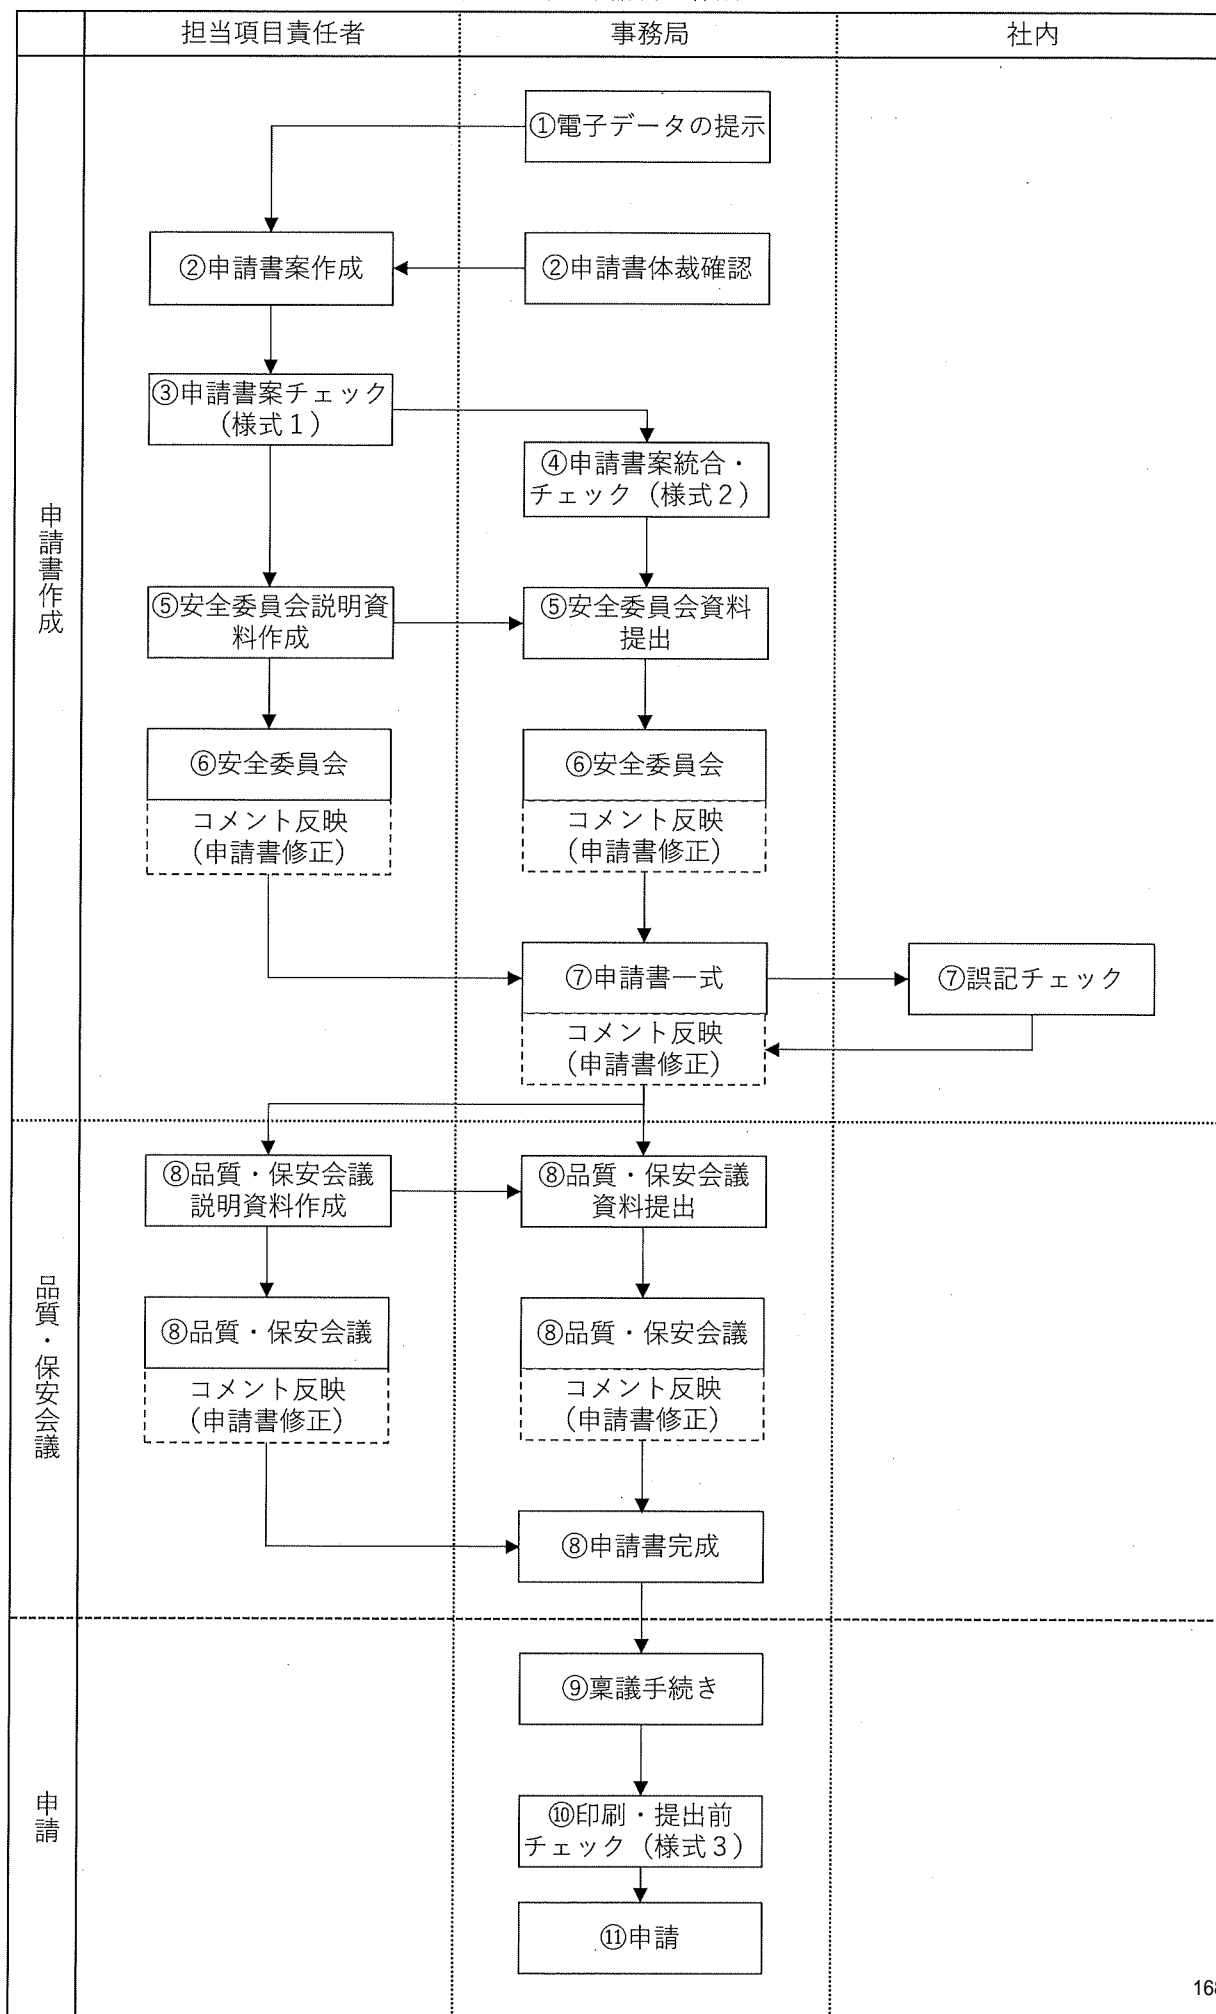 担当項目責任者
事務局
社内
申請書作成
①電子データの提示
②申請書案作成
②申請書体裁確認
③申請書案チェック
（様式１）
④申請書案統合・
チェック（様式２）
⑤安全委員会説明資
料作成
⑤安全委員会資料
提出
⑥安全委員会
コメント反映
（申請書修正）
⑥安全委員会
コメント反映
（申請書修正）
⑦申請書一式
コメント反映
（申請書修正）
⑦誤記チェック
品質・保安会議
⑧品質・保安会議
説明資料作成
⑧品質・保安会議
資料提出
⑧品質・保安会議
コメント反映
（申請書修正）
⑧品質・保安会議
コメント反映
（申請書修正）
⑧申請書完成
申請
⑨稟議手続き
⑩印刷・提出前
チェック（様式３）
⑪申請
168